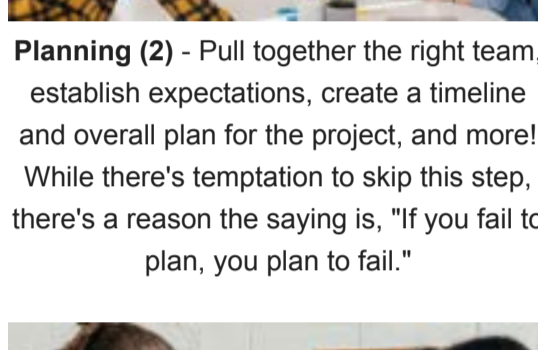 Planning (2) - Pull together the right team,
establish expectations, create a timeline
and overall plan for the project, and more!
While there's temptation to skip this step,
there's a reason the saying is, "If you fail to
plan, you plan to fail."